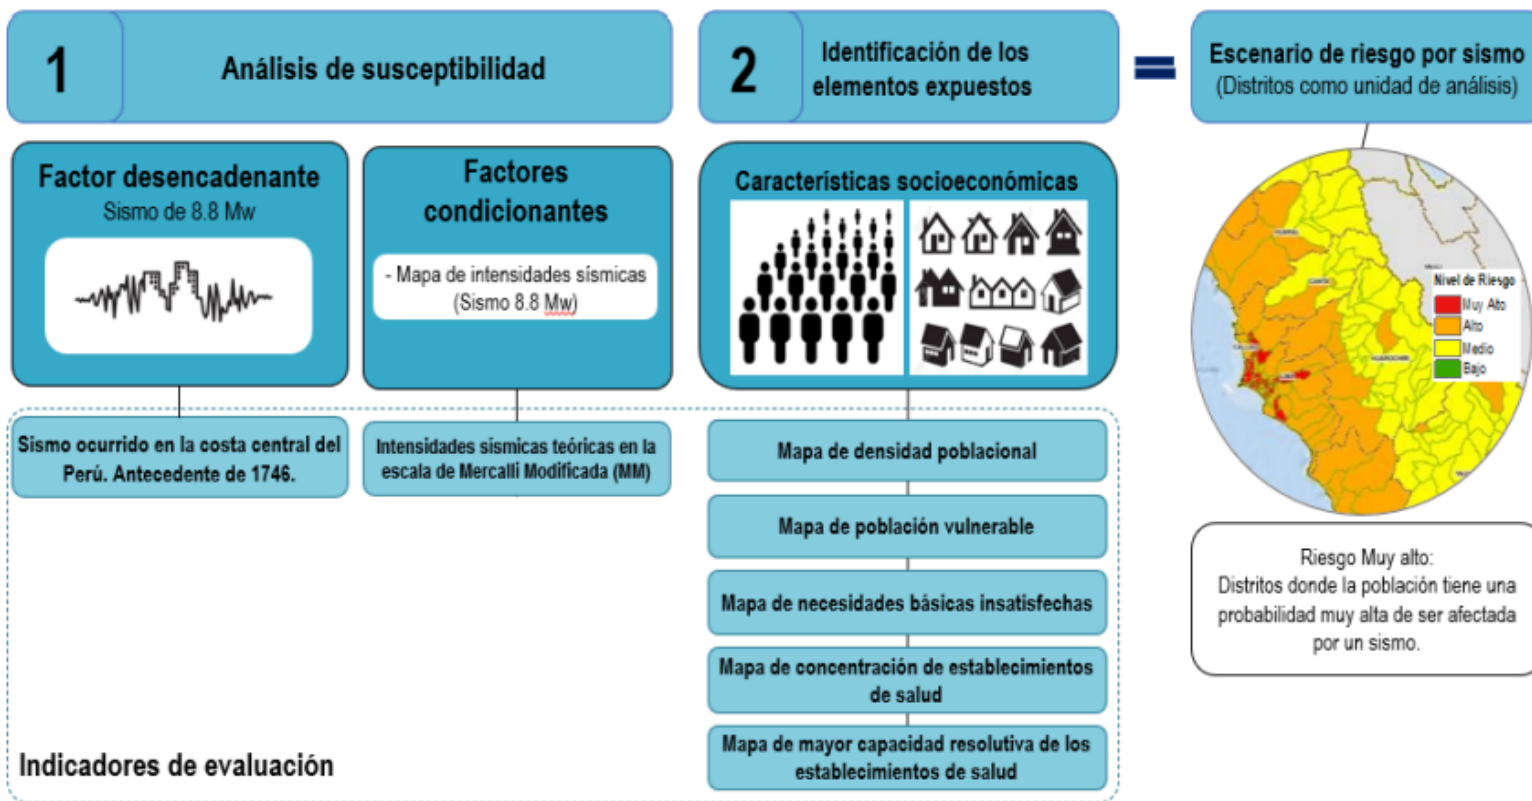 1
Análisis de susceptibilidad
2
Identificación de los
elementos expuestos
=
Escenario de riesgo por sismo
(Distritos como unidad de análisis)
Factor desencadenante
Sismo de 8.8 Mw
Factores
condicionantes
- Mapa de intensidades sísmicas
(Sismo 8.8 Mw)
Características socioeconómicas
Nivel de Riesgo
Muy Alto
Alto
Medio
Bajo
CANTA
HUAROCHIRI
LIMA
Sismo ocurrido en la costa central del
Perú. Antecedente de 1746.
Intensidades sísmicas teóricas en la
escala de Mercalli Modificada (MM)
Mapa de densidad poblacional
Mapa de población vulnerable
Mapa de necesidades básicas insatisfechas
Mapa de concentración de establecimientos
de salud
Mapa de mayor capacidad resolutiva de los
establecimientos de salud
Indicadores de evaluación
Riesgo Muy alto:
Distritos donde la población tiene una
probabilidad muy alta de ser afectada
por un sismo.